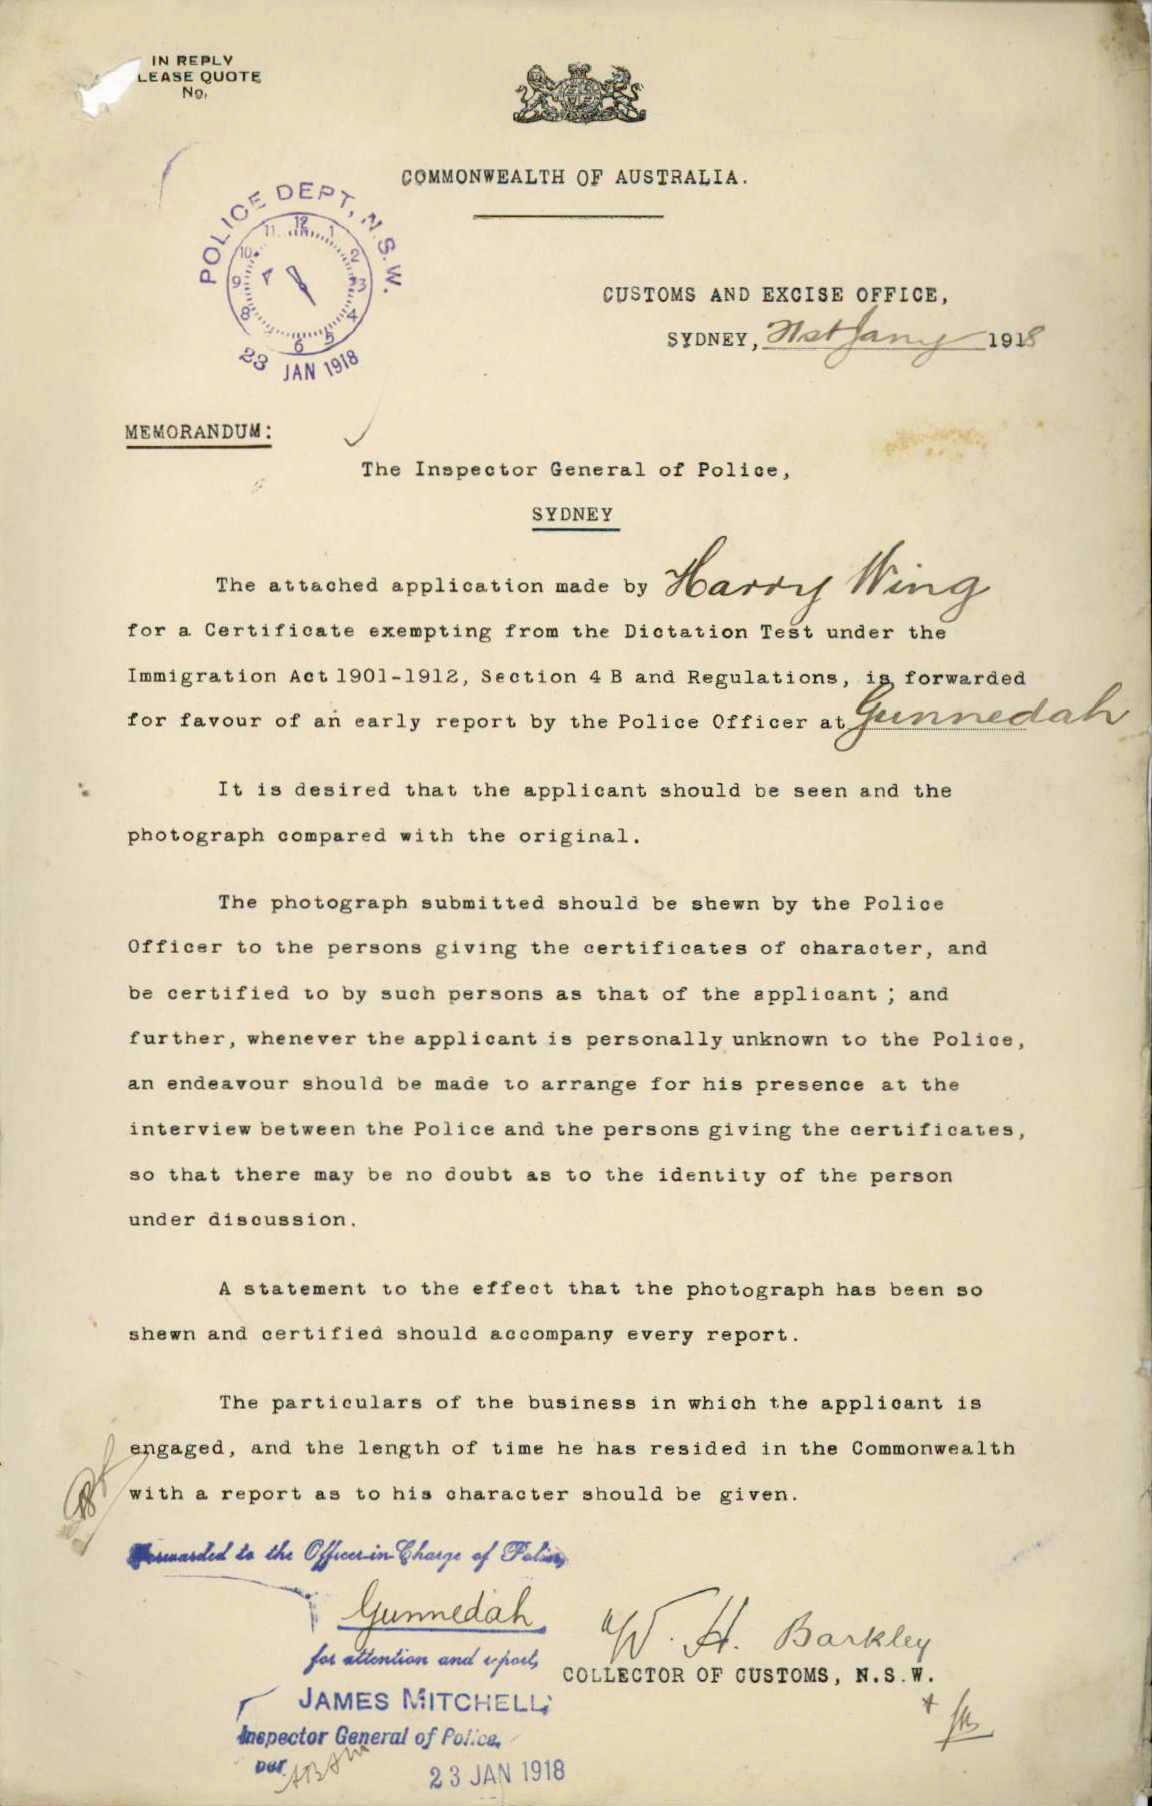 IN REPLY
LEASE QUOTE
No.
COMMONWEALTH OF AUSTRALIA.
POLICE DEPT, N.S.W.
12 1 2 3 4 5 6 8 9 10 11
23 JAN 1918
CUSTOMS AND EXCISE OFFICE,
SYDNEY, 21st Jany 1918
MEMORANDUM:
The Inspector General of Police,
SYDNEY
The attached application made by Harry Wing
for a Certificate exempting from the Dictation Test under the
Immigration Act 1901-1912, Section 4 B and Regulations, is forwarded
for favour of an early report by the Police Officer at Gunnedah
It is desired that the applicant should be seen and the
photograph compared with the original.
The photograph submitted should be shewn by the Police
Officer to the persons giving the certificates of character, and
be certified to by such persons as that of the applicant; and
further, whenever the applicant is personally unknown to the Police,
an endeavour should be made to arrange for his presence at the
interview between the Police and the persons giving the certificates,
so that there may be no doubt as to the identity of the person
under discussion.
A statement to the effect that the photograph has been so
shewn and certified should accompany every report.
The particulars of the business in which the applicant is
engaged, and the length of time he has resided in the Commonwealth
with a report as to his character should be given.
Forwarded to the Officer-in-Charge of Police,
Gunnedah
for attention and report,
W. H. Barkley
COLLECTOR OF CUSTOMS, N.S.W.
JAMES MITCHELL,
Inspector General of Police,
per
23 JAN 1918